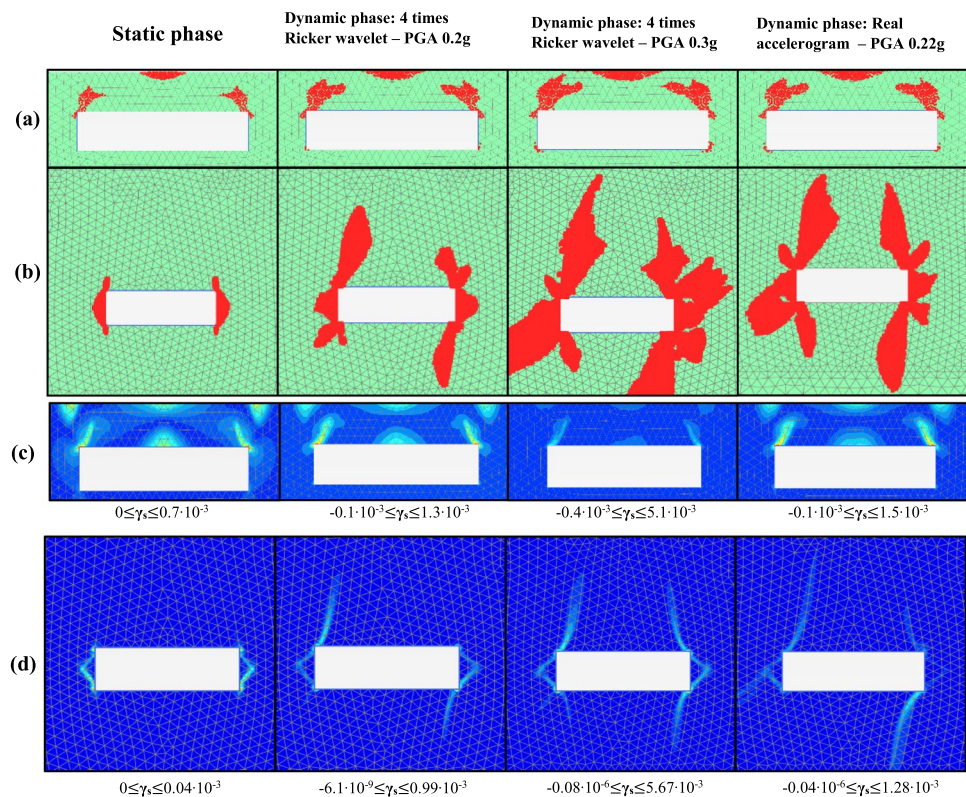 Static phase
Dynamic phase: 4 times
Ricker wavelet – PGA 0.2g
Dynamic phase: 4 times
Ricker wavelet – PGA 0.3g
Dynamic phase: Real
accelerogram – PGA 0.22g
(a)
(b)
(c)
0≤γs≤0.7·10⁻³
-0.1·10⁻³≤γs≤1.3·10⁻³
-0.4·10⁻³≤γs≤5.1·10⁻³
-0.1·10⁻³≤γs≤1.5·10⁻³
(d)
0≤γs≤0.04·10⁻³
-6.1·10⁻⁹≤γs≤0.99·10⁻³
-0.08·10⁻⁶≤γs≤5.67·10⁻³
-0.04·10⁻⁶≤γs≤1.28·10⁻³